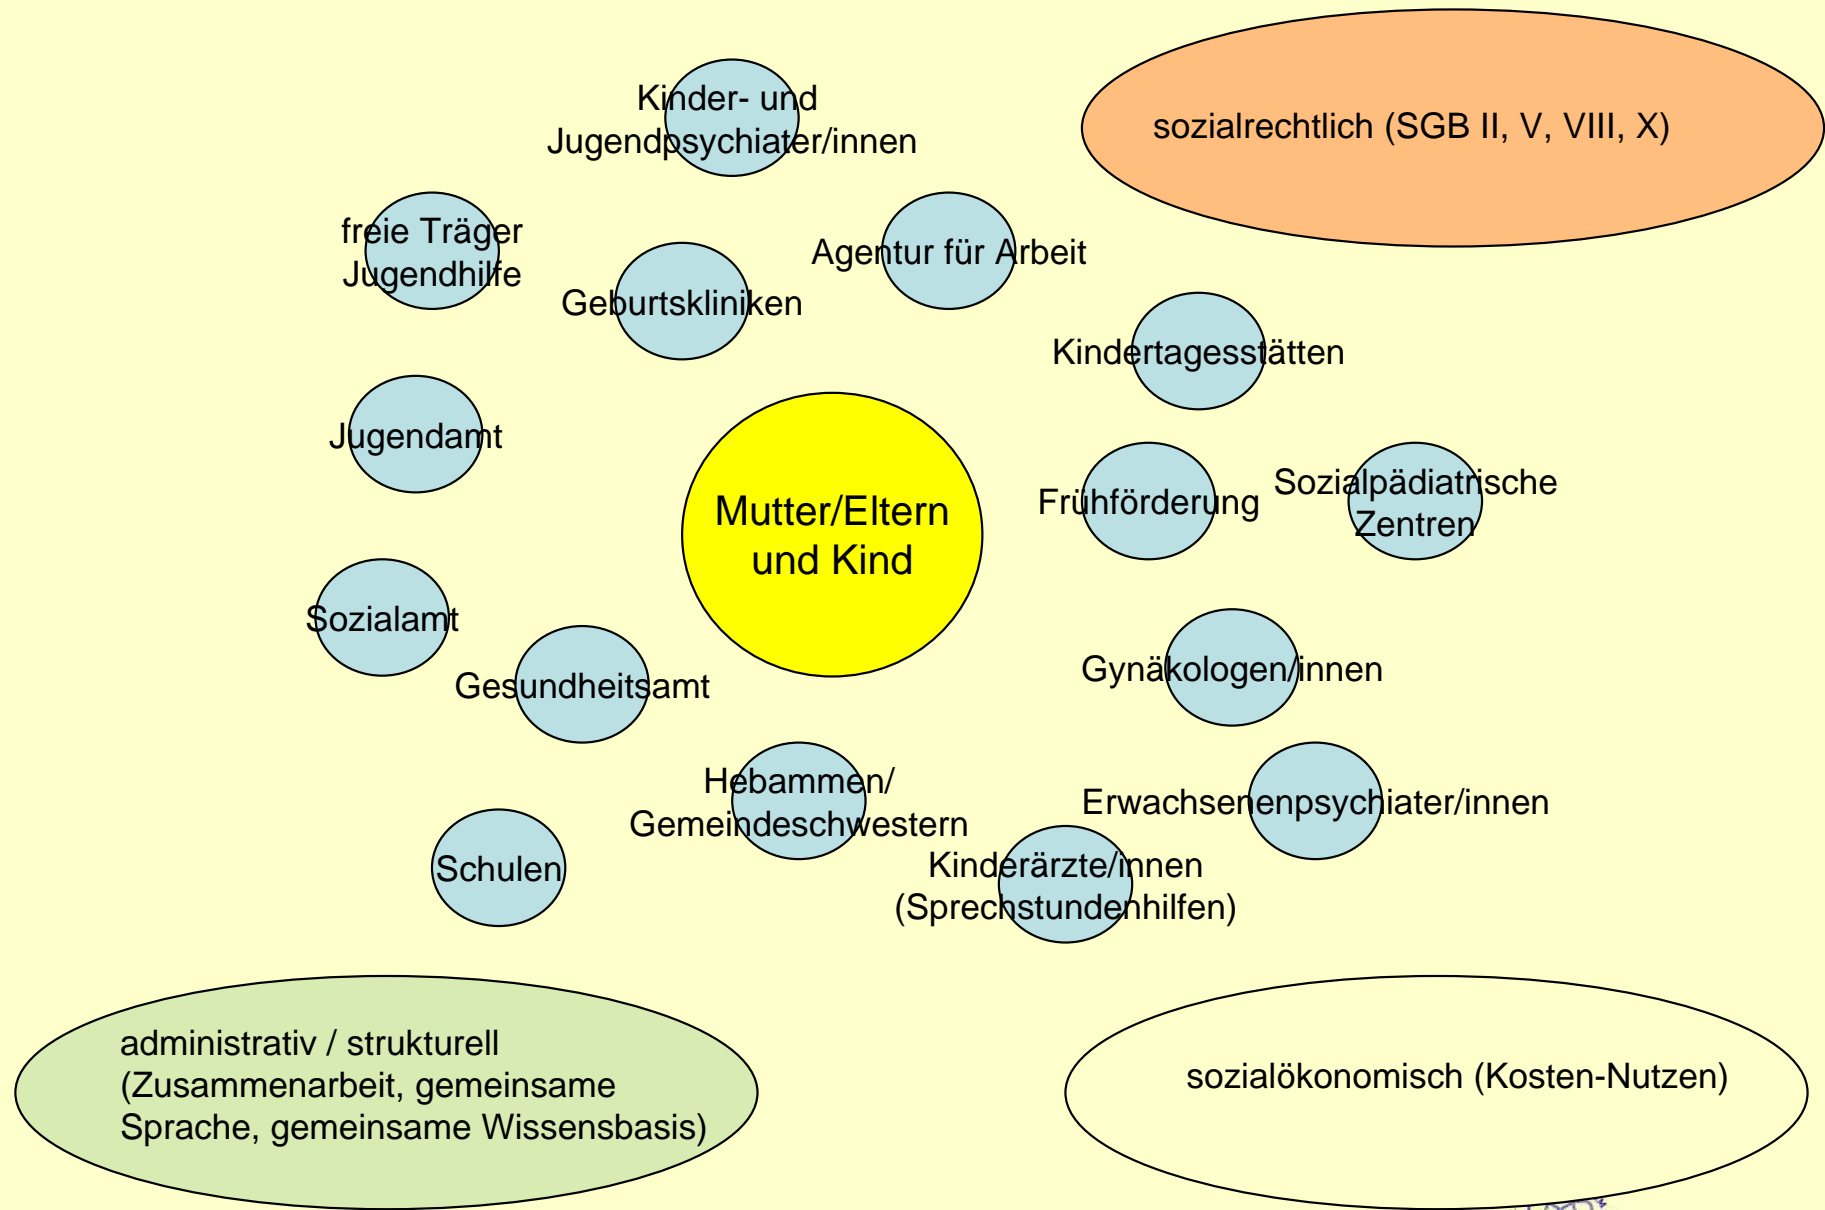 Kinder- und
Jugendpsychiater/innen
sozialrechtlich (SGB II, V, VIII, X)
freie Träger
Jugendhilfe
Agentur für Arbeit
Geburtskliniken
Kindertagesstätten
Jugendamt
Mutter/Eltern
und Kind
Frühförderung
Sozialpädiatrische
Zentren
Sozialamt
Gesundheitsamt
Gynäkologen/innen
Hebammen/
Gemeindeschwestern
Erwachsenenpsychiater/innen
Schulen
Kinderärzte/innen
(Sprechstundenhilfen)
administrativ / strukturell
(Zusammenarbeit, gemeinsame
Sprache, gemeinsame Wissensbasis)
sozialökonomisch (Kosten-Nutzen)